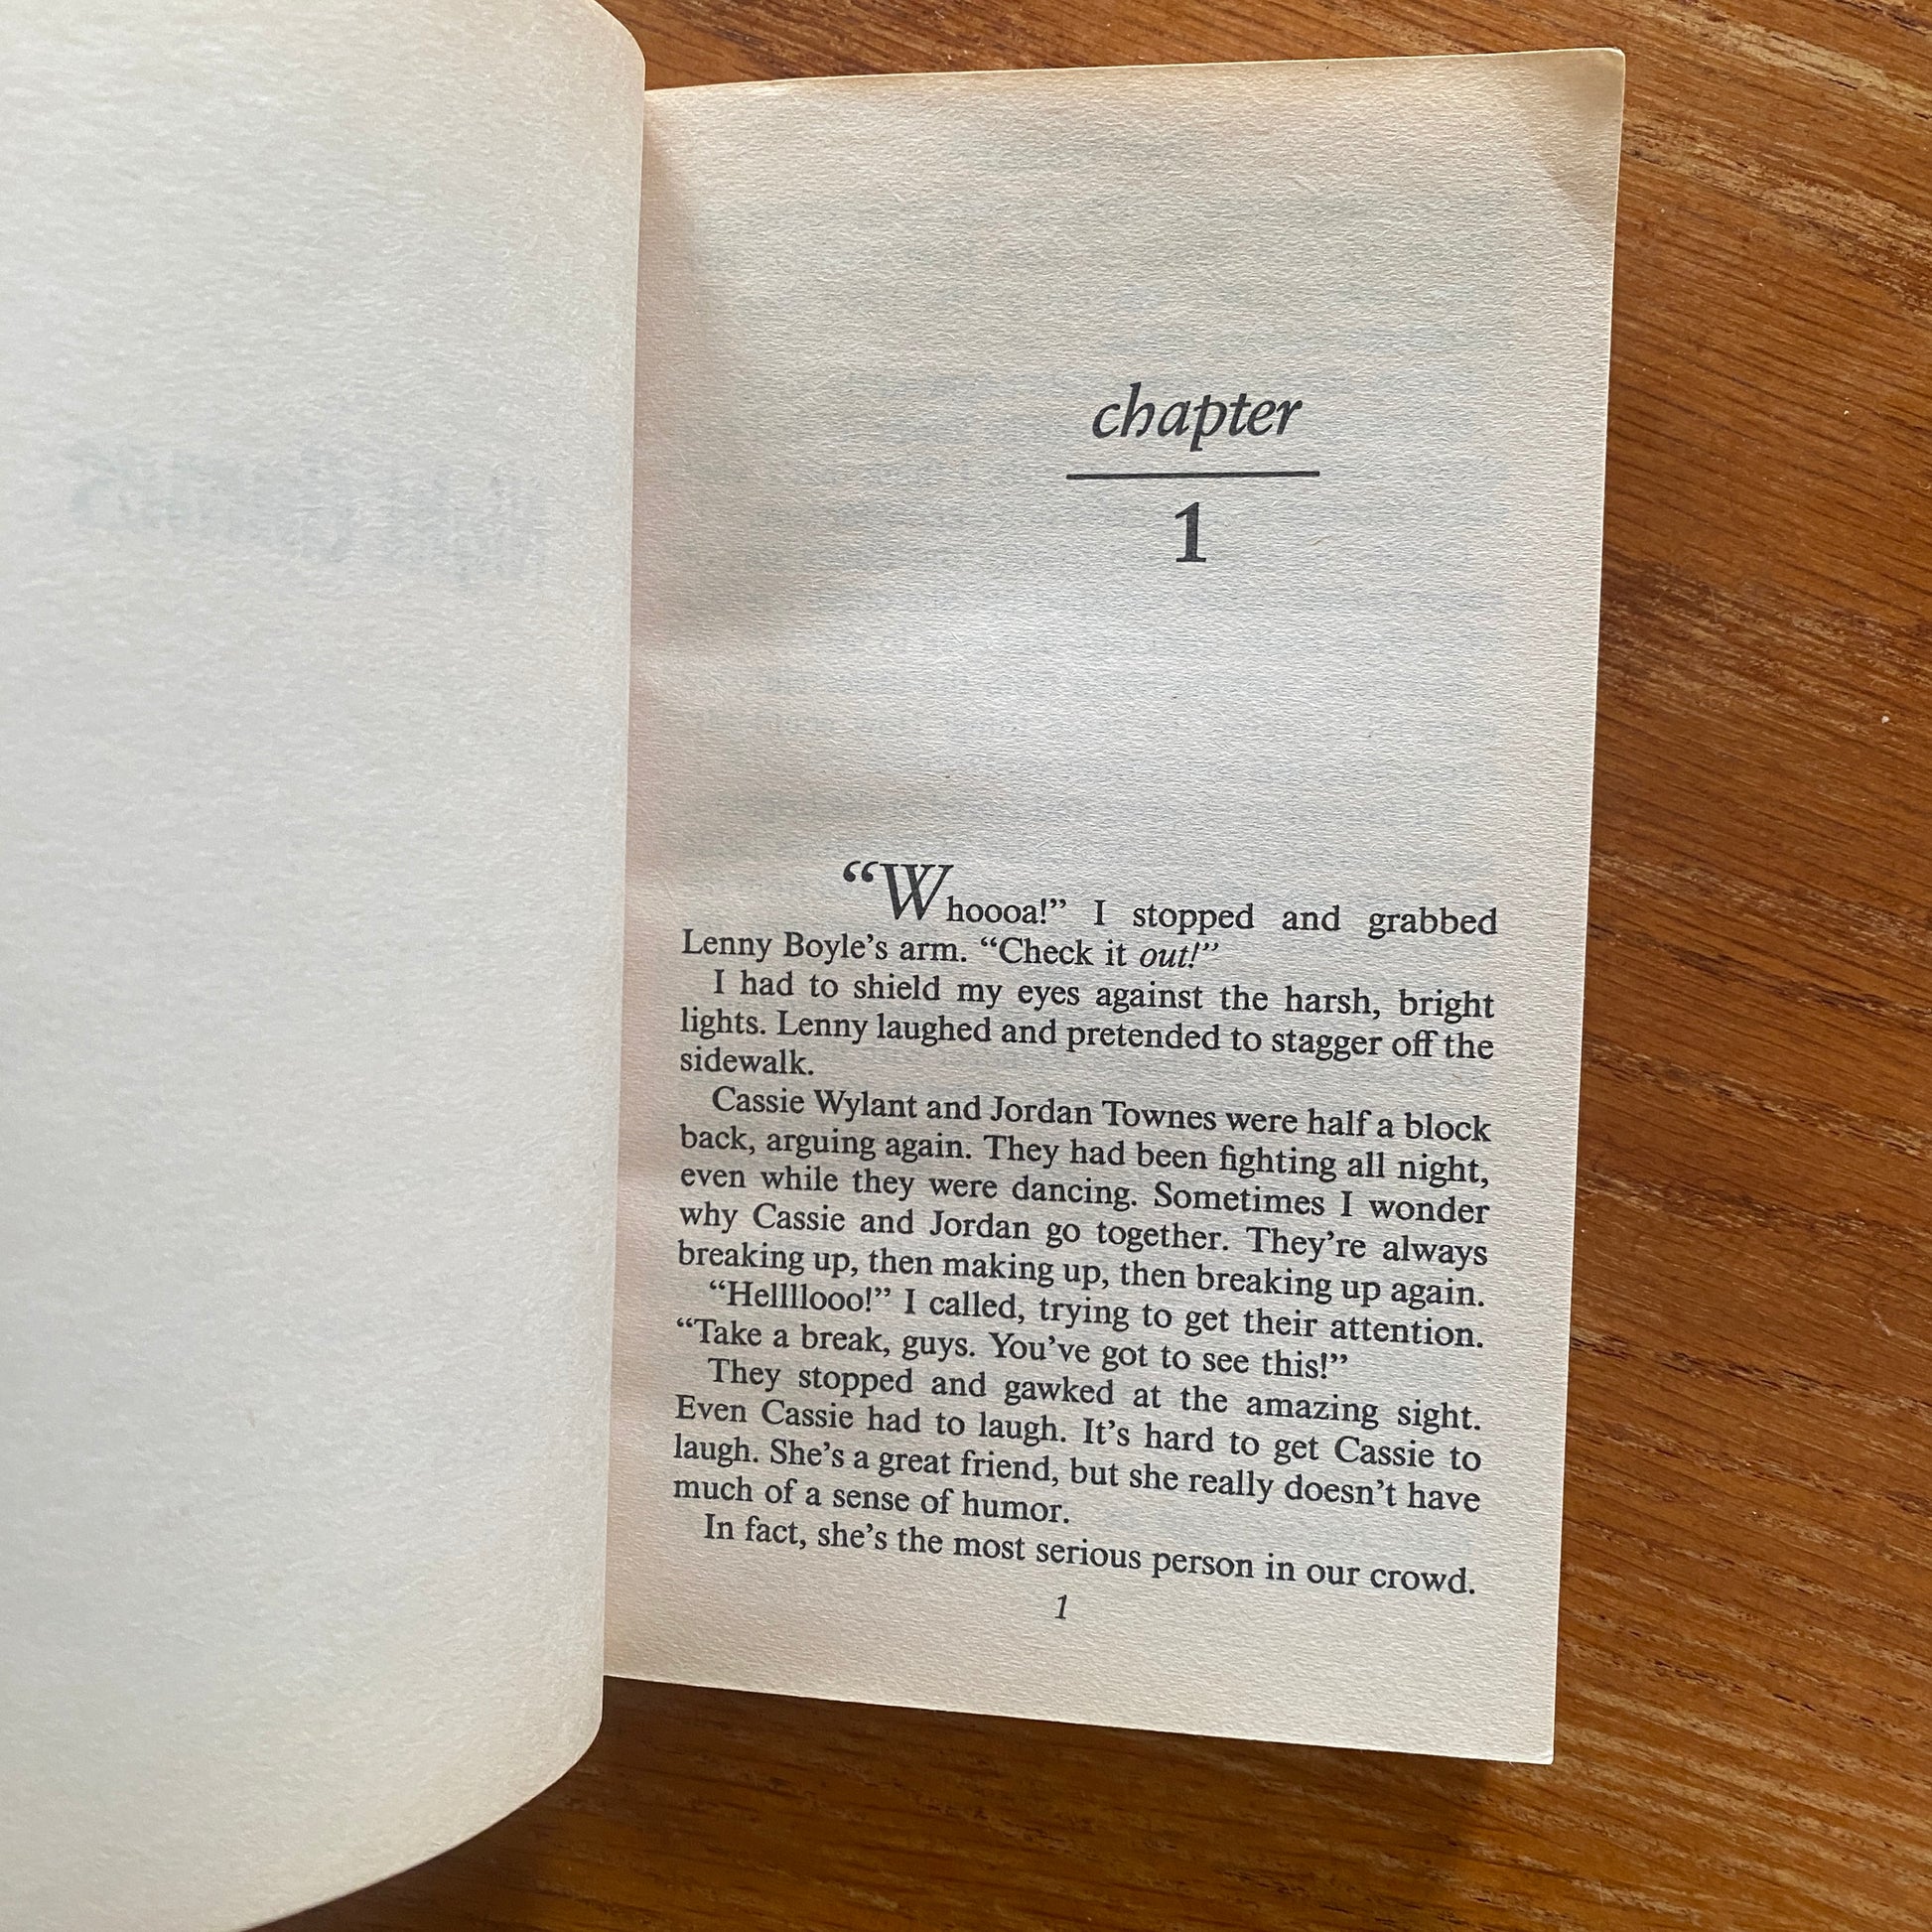 chapter
1
“Whoooa!” I stopped and grabbed
Lenny Boyle’s arm. “Check it out!”
I had to shield my eyes against the harsh, bright
lights. Lenny laughed and pretended to stagger off the
sidewalk.
Cassie Wylant and Jordan Townes were half a block
back, arguing again. They had been fighting all night,
even while they were dancing. Sometimes I wonder
why Cassie and Jordan go together. They’re always
breaking up, then making up, then breaking up again.
“Hellllooo!” I called, trying to get their attention.
“Take a break, guys. You’ve got to see this!”
They stopped and gawked at the amazing sight.
Even Cassie had to laugh. It’s hard to get Cassie to
laugh. She’s a great friend, but she really doesn’t have
much of a sense of humor.
In fact, she’s the most serious person in our crowd.
1